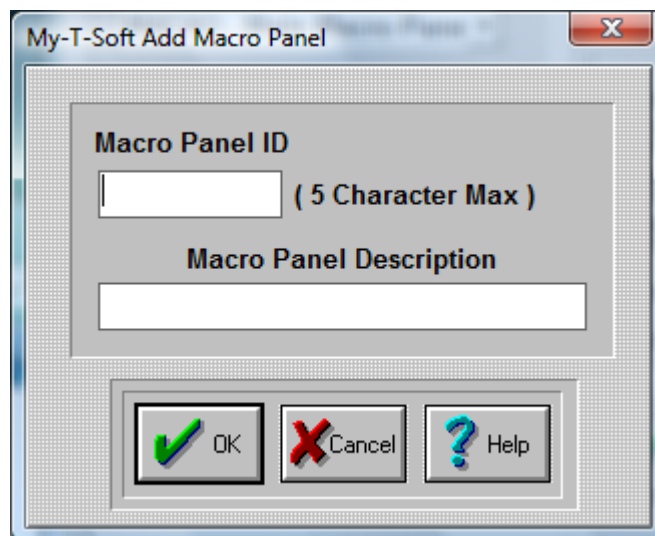 My-T-Soft Add Macro Panel
Macro Panel ID
( 5 Character Max )
Macro Panel Description
OK Cancel Help